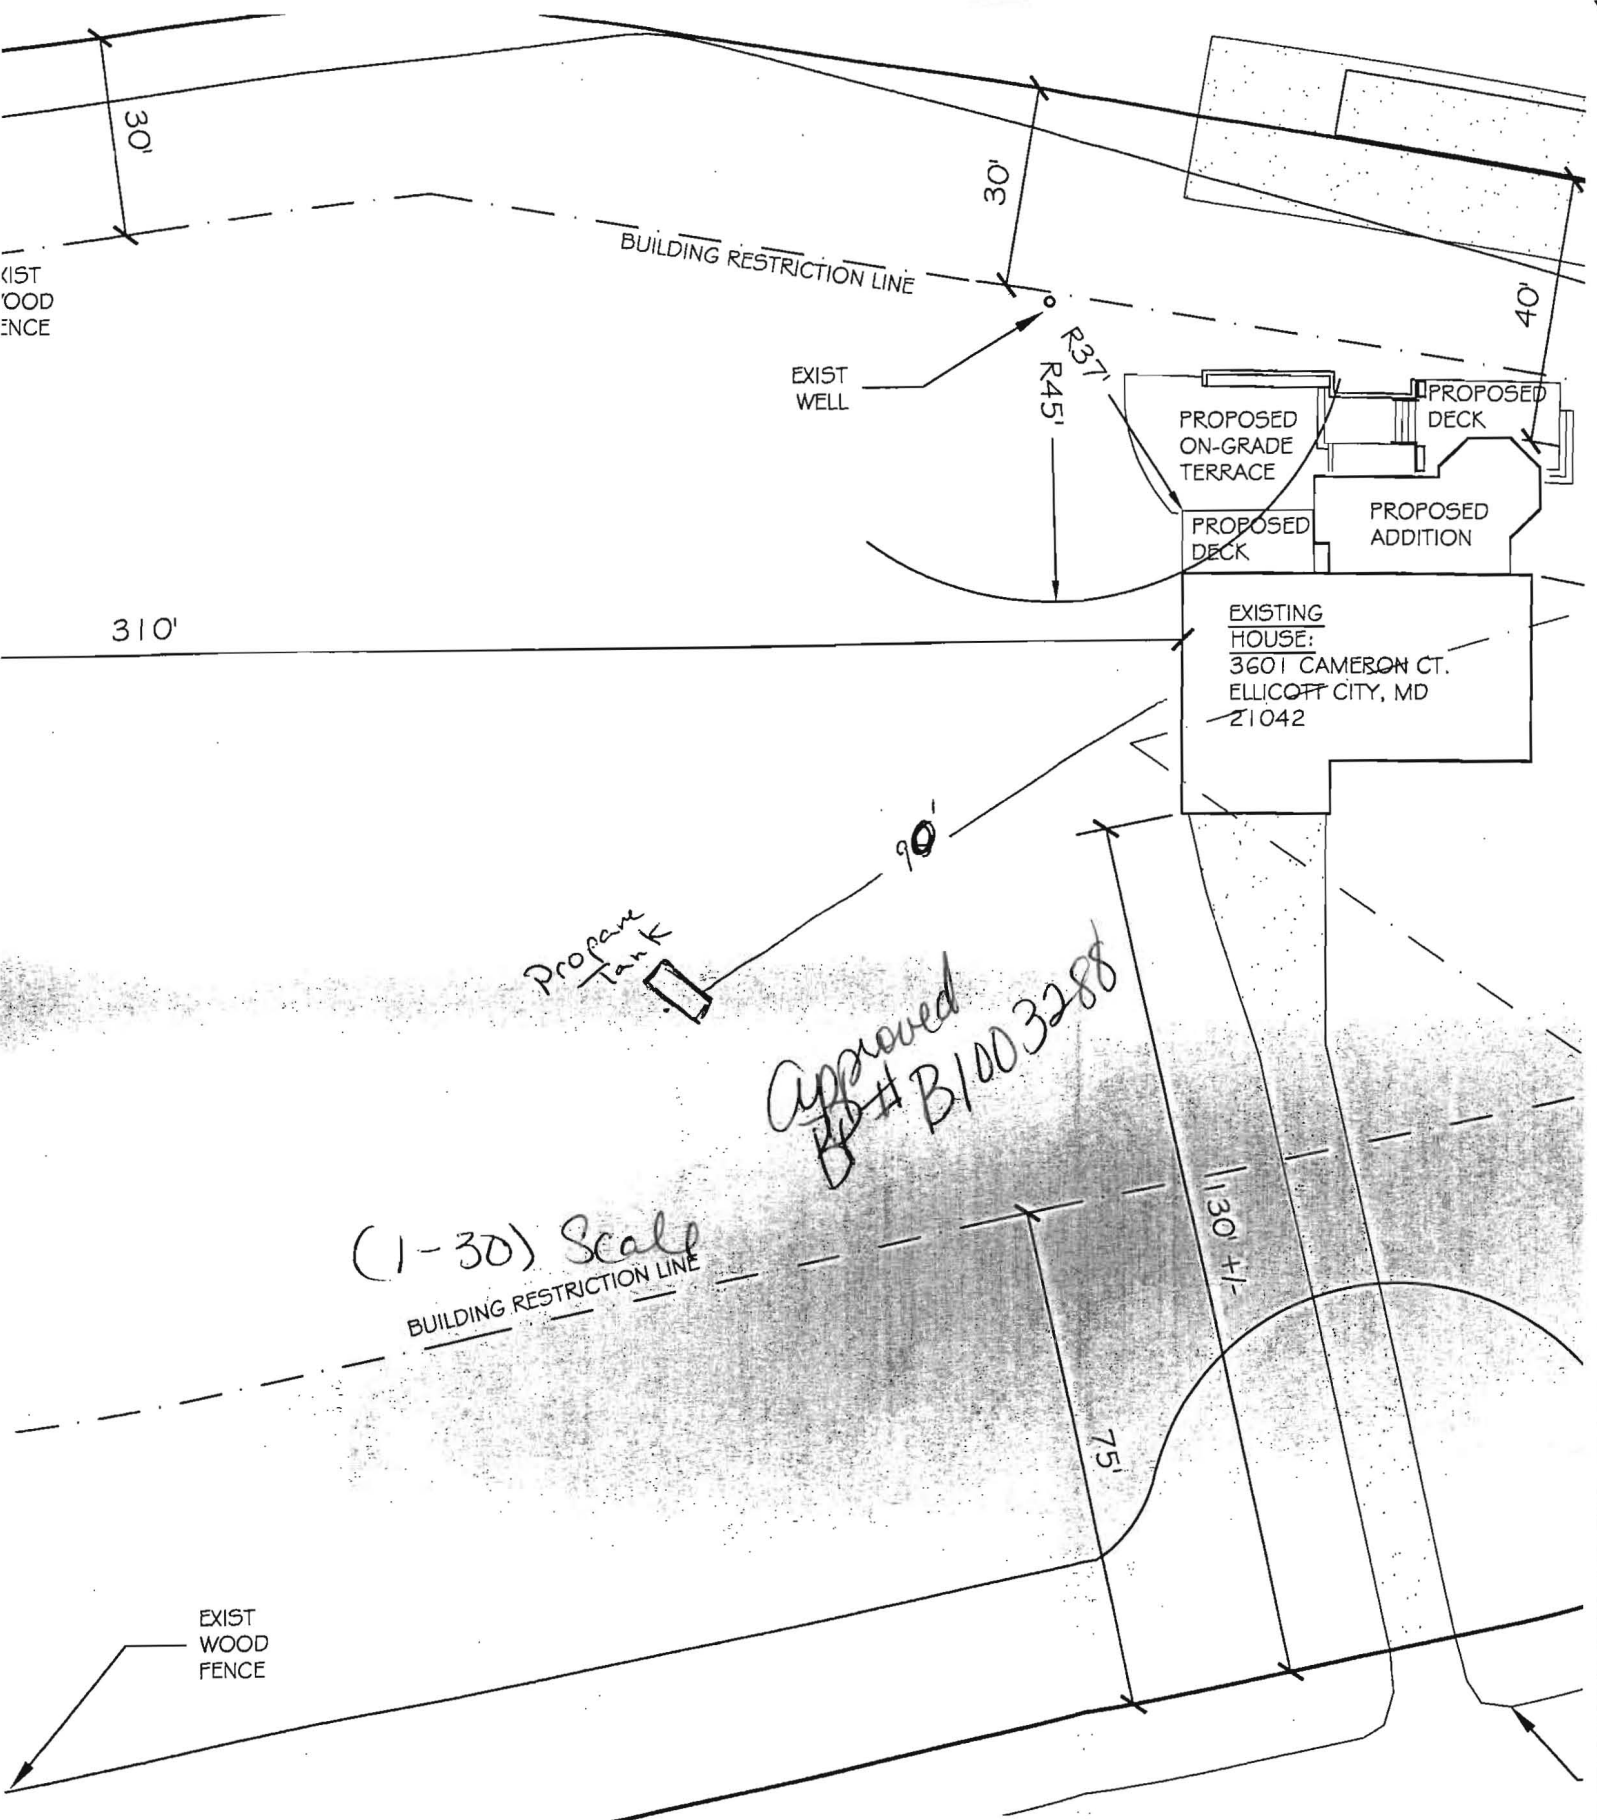 30'
30'
BUILDING RESTRICTION LINE
XIST
OOD
ENCE
40'
R37'
R45'
EXIST
WELL
PROPOSED
ON-GRADE
TERRACE
PROPOSED
DECK
PROPOSED
DECK
PROPOSED
ADDITION
310'
EXISTING
HOUSE:
3601 CAMERON CT.
ELLICOTT CITY, MD
21042
90'
Propane
Tank
Approved
BP# B1003288
(1-30) Scale
BUILDING RESTRICTION LINE
130' +/-
75'
EXIST
WOOD
FENCE